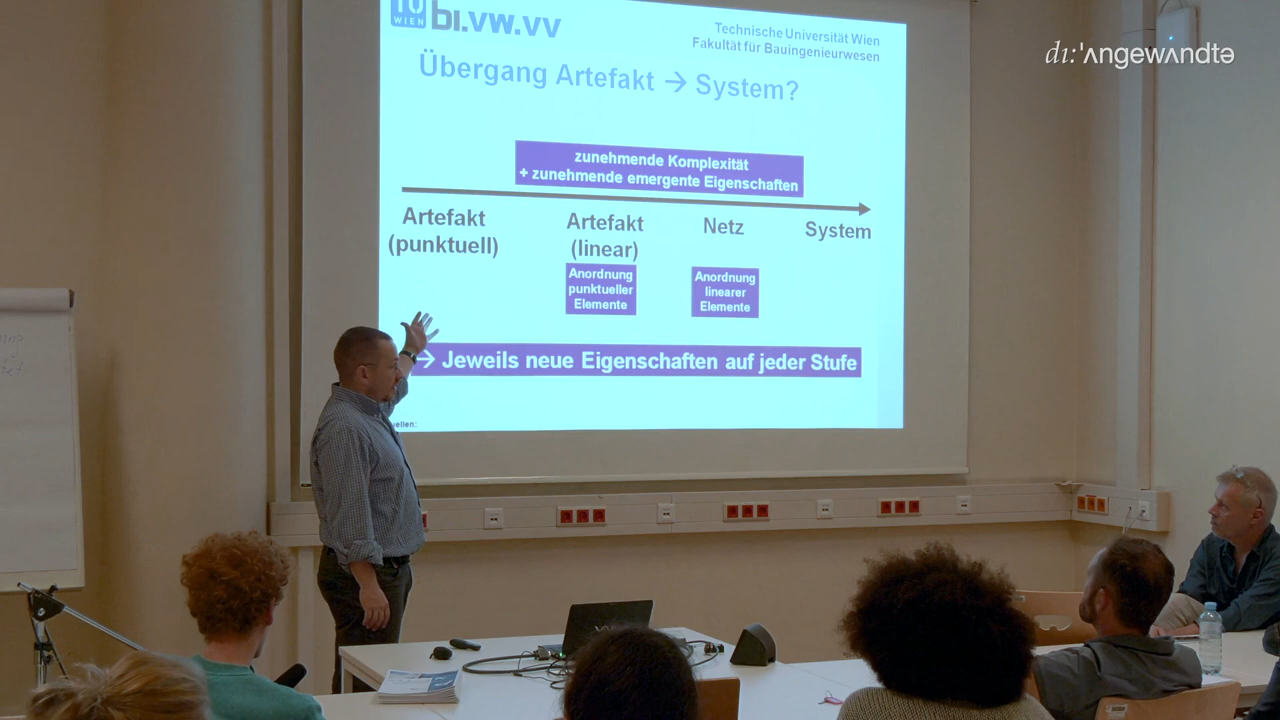 TU
WIEN
bi.vw.vv
Technische Universität Wien
Fakultät für Bauingenieurwesen
dı:'ʌngewʌndtə
Übergang Artefakt → System?
zunehmende Komplexität
+ zunehmende emergente Eigenschaften
Artefakt
(punktuell)
Artefakt
(linear)
Netz
System
Anordnung
punktueller
Elemente
Anordnung
linearer
Elemente
→ Jeweils neue Eigenschaften auf jeder Stufe
uellen: